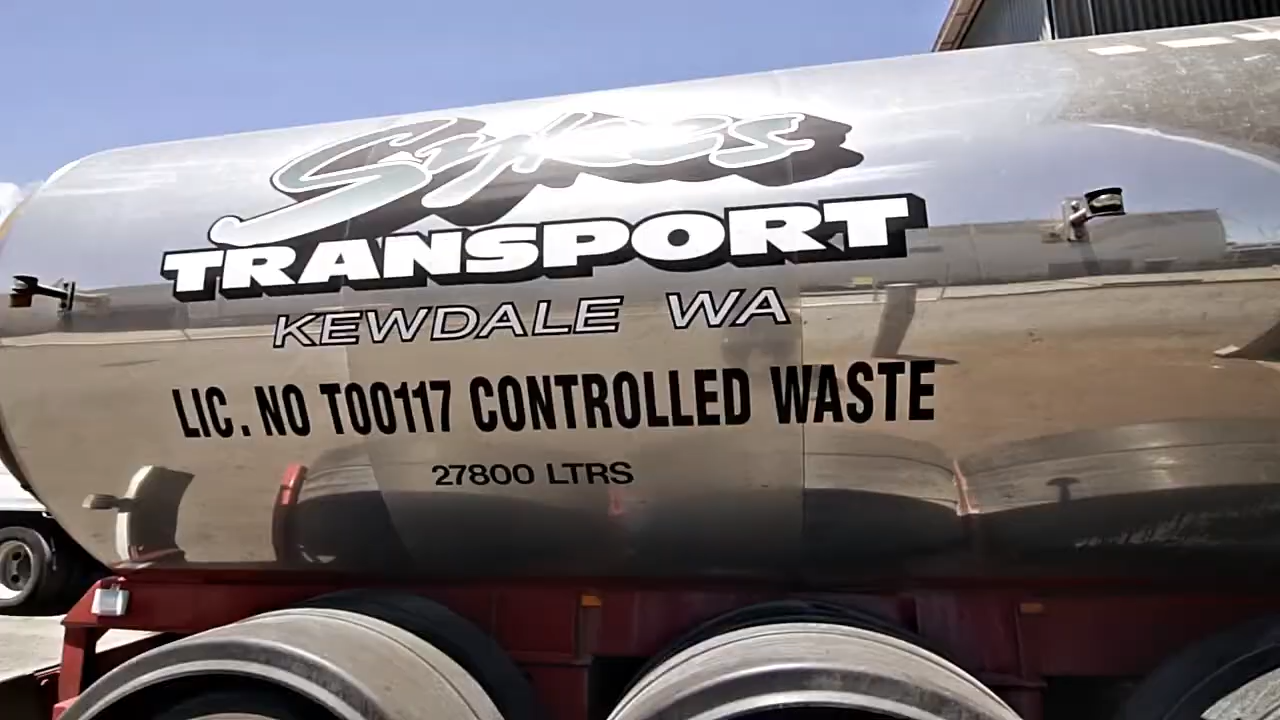 Sykes
TRANSPORT
KEWDALE WA
LIC. NO T00117 CONTROLLED WASTE
27800 LTRS